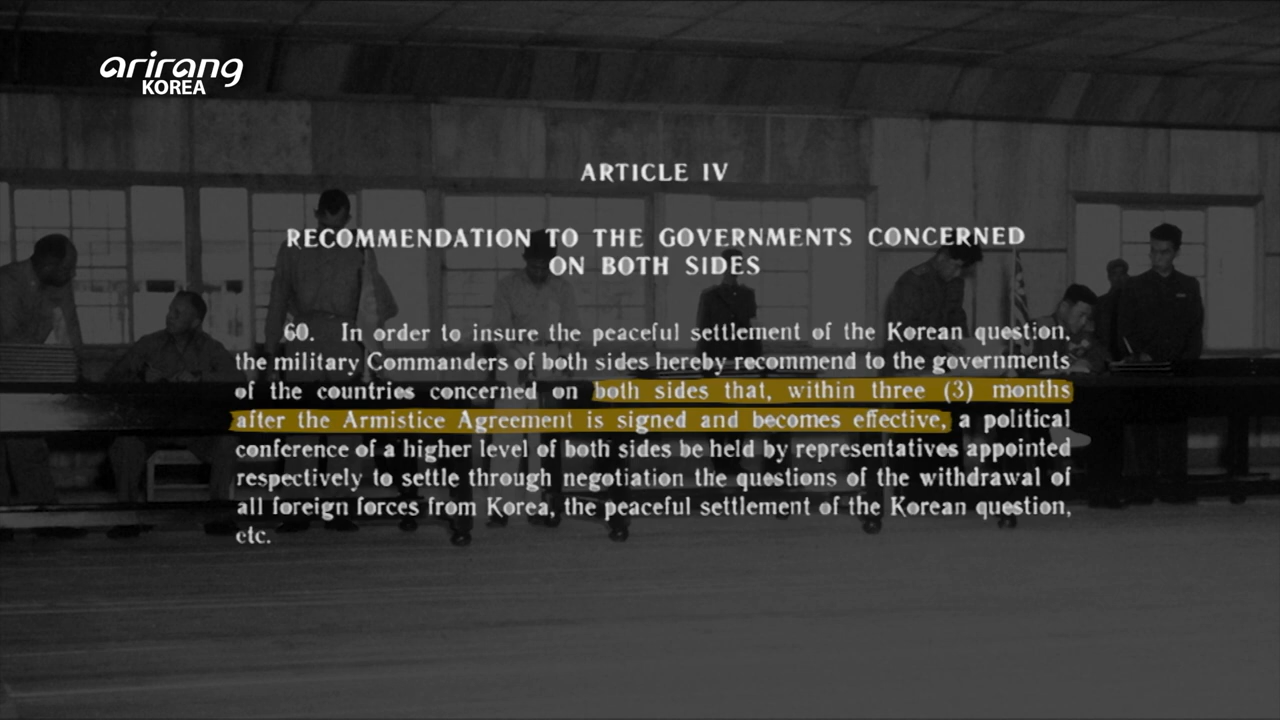 arirang
KOREA
ARTICLE IV
RECOMMENDATION TO THE GOVERNMENTS CONCERNED
ON BOTH SIDES
60. In order to insure the peaceful settlement of the Korean question,
the military Commanders of both sides hereby recommend to the governments
of the countries concerned on both sides that, within three (3) months
after the Armistice Agreement is signed and becomes effective, a political
conference of a higher level of both sides be held by representatives appointed
respectively to settle through negotiation the questions of the withdrawal of
all foreign forces from Korea, the peaceful settlement of the Korean question,
etc.